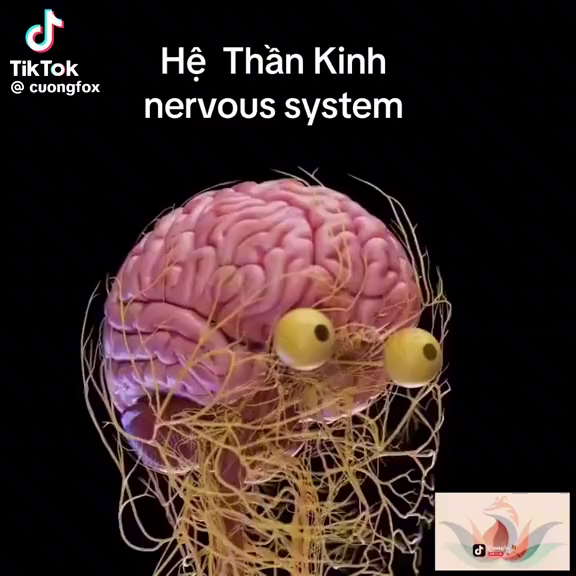 TikTok
@ cuongfox
Hệ Thần Kinh
nervous system